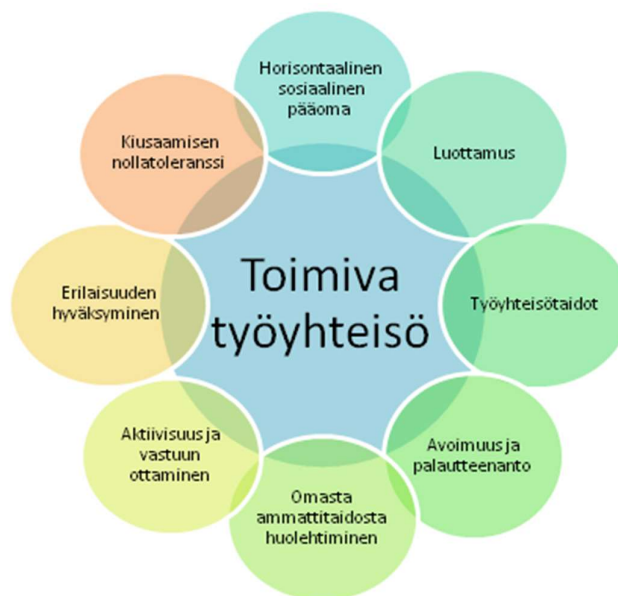 Horisontaalinen
sosiaalinen
pääoma
Luottamus
Työyhteisötaidot
Avoimuus ja
palautteenanto
Omasta
ammattitaidosta
huolehtiminen
Aktiivisuus ja
vastuun
ottaminen
Erilaisuuden
hyväksyminen
Kiusaamisen
nollatoleranssi
Toimiva
työyhteisö